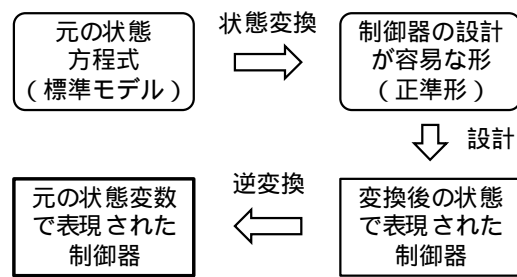 元の状態
方程式
(標準モデル)
状態変換
制御器の設計
が容易な形
(正準形)
設計
変換後の状態
で表現された
制御器
逆変換
元の状態変数
で表現された
制御器